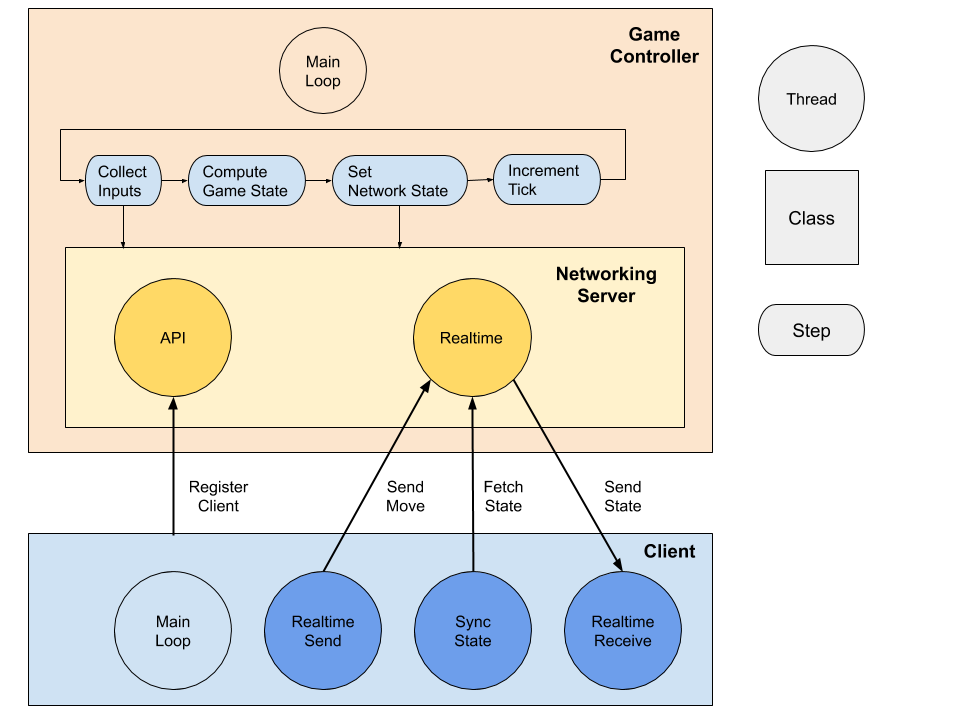 Game
Controller
Main
Loop
Thread
Collect
Inputs
Compute
Game State
Set
Network State
Increment
Tick
Class
Networking
Server
API
Realtime
Step
Register
Client
Send
Move
Fetch
State
Send
State
Client
Main
Loop
Realtime
Send
Sync
State
Realtime
Receive